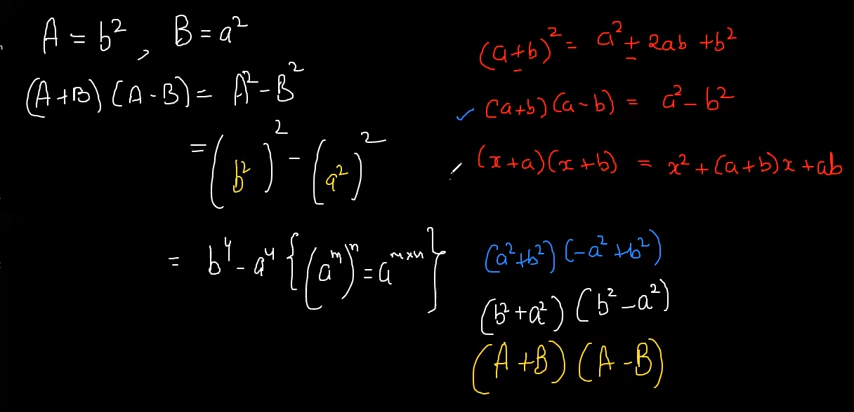 A = b², B = a²
(A+B)(A-B) = A² - B²
= (b²)² - (a²)²
= b⁴ - a⁴ {(aᵐ)ⁿ = aᵐˣⁿ}
(a+b)² = a² + 2ab + b²
(a+b)(a-b) = a² - b²
(x+a)(x+b) = x² + (a+b)x + ab
(a²+b²)(-a²+b²)
(b²+a²)(b²-a²)
(A+B)(A-B)